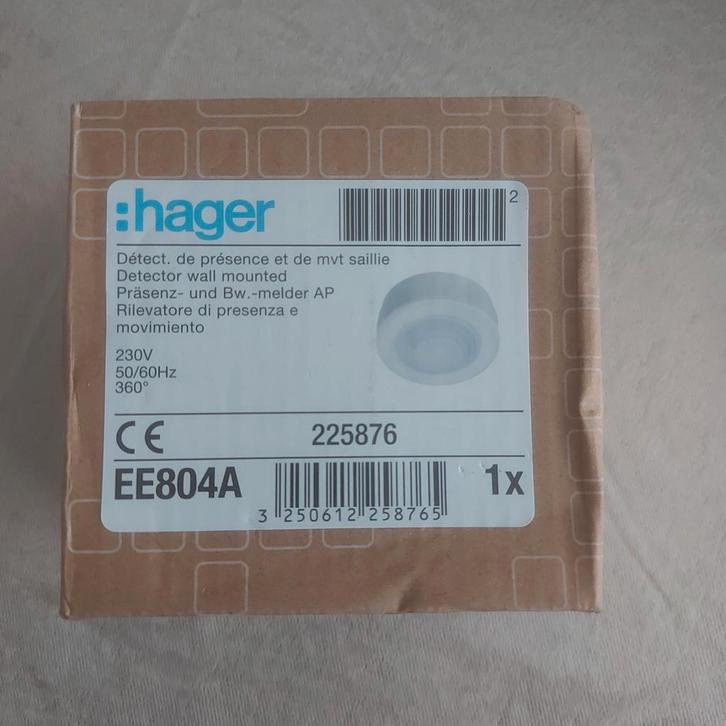 :hager
2
Détect. de présence et de mvt saillie
Detector wall mounted
Präsenz- und Bw.-melder AP
Rilevatore di presenza e
movimiento
230V
50/60Hz
360°
CE
225876
EE804A
1x
3 250612 258765